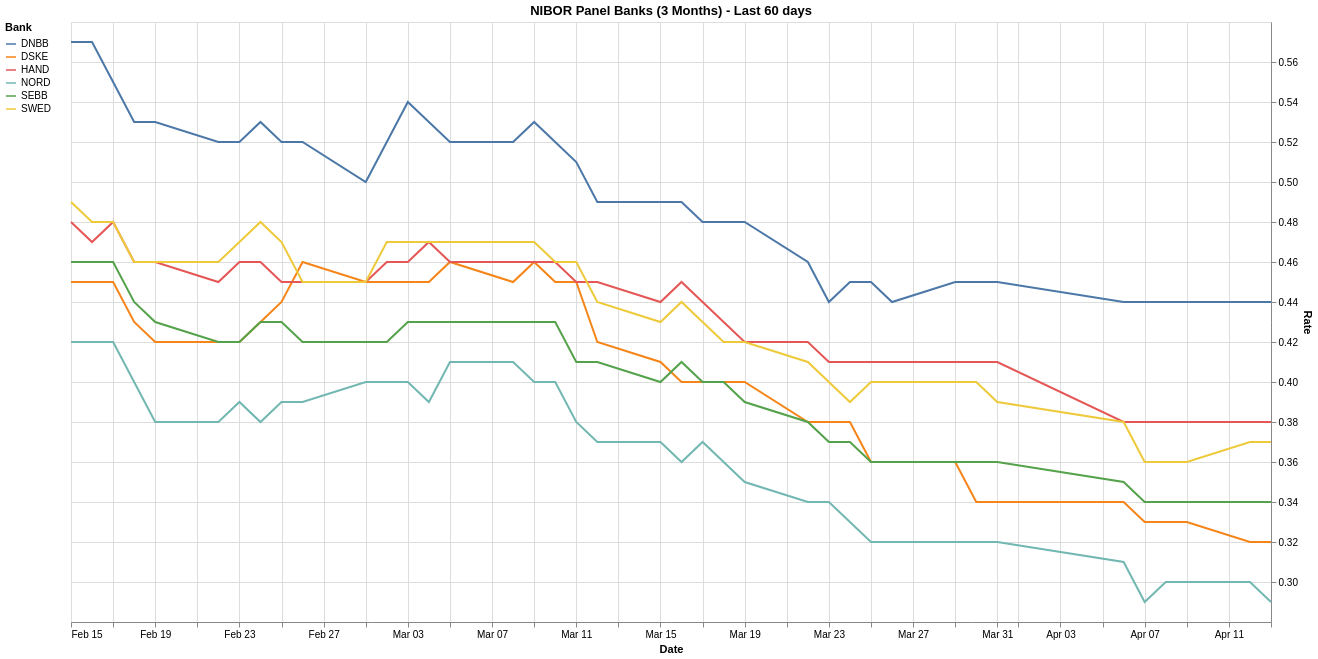 NIBOR Panel Banks (3 Months) - Last 60 days
Bank
DNBB
DSKE
HAND
NORD
SEBB
SWED
0.56
0.54
0.52
0.50
0.48
0.46
0.44
0.42
0.40
0.38
0.36
0.34
0.32
0.30
Rate
Feb 15 Feb 19 Feb 23 Feb 27 Mar 03 Mar 07 Mar 11 Mar 15 Mar 19 Mar 23 Mar 27 Mar 31 Apr 03 Apr 07 Apr 11
Date